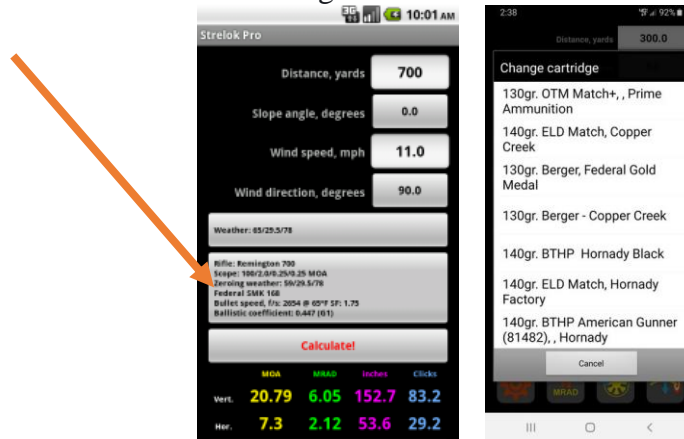 3G 10:01 AM
Strelok Pro
Distance, yards 700
Slope angle, degrees 0.0
Wind speed, mph 11.0
Wind direction, degrees 90.0
Weather: 65/29.5/78
Rifle: Remington 700
Scope: 100/2.0/0.25/0.25 MOA
Zeroing weather: 59/29.5/78
Federal SMK 168
Bullet speed, f/s: 2654 @ 65°F SF: 1.75
Ballistic coefficient: 0.447 (G1)
Calculate!
MOA MRAD Inches Clicks
Vert. 20.79 6.05 152.7 83.2
Hor. 7.3 2.12 53.6 29.2
2:38 92%
Distance, yards 300.0
Change cartridge
130gr. OTM Match+, , Prime
Ammunition
140gr. ELD Match, Copper
Creek
130gr. Berger, Federal Gold
Medal
130gr. Berger - Copper Creek
140gr. BTHP Hornady Black
140gr. ELD Match, Hornady
Factory
140gr. BTHP American Gunner
(81482), , Hornady
Cancel
MRAD